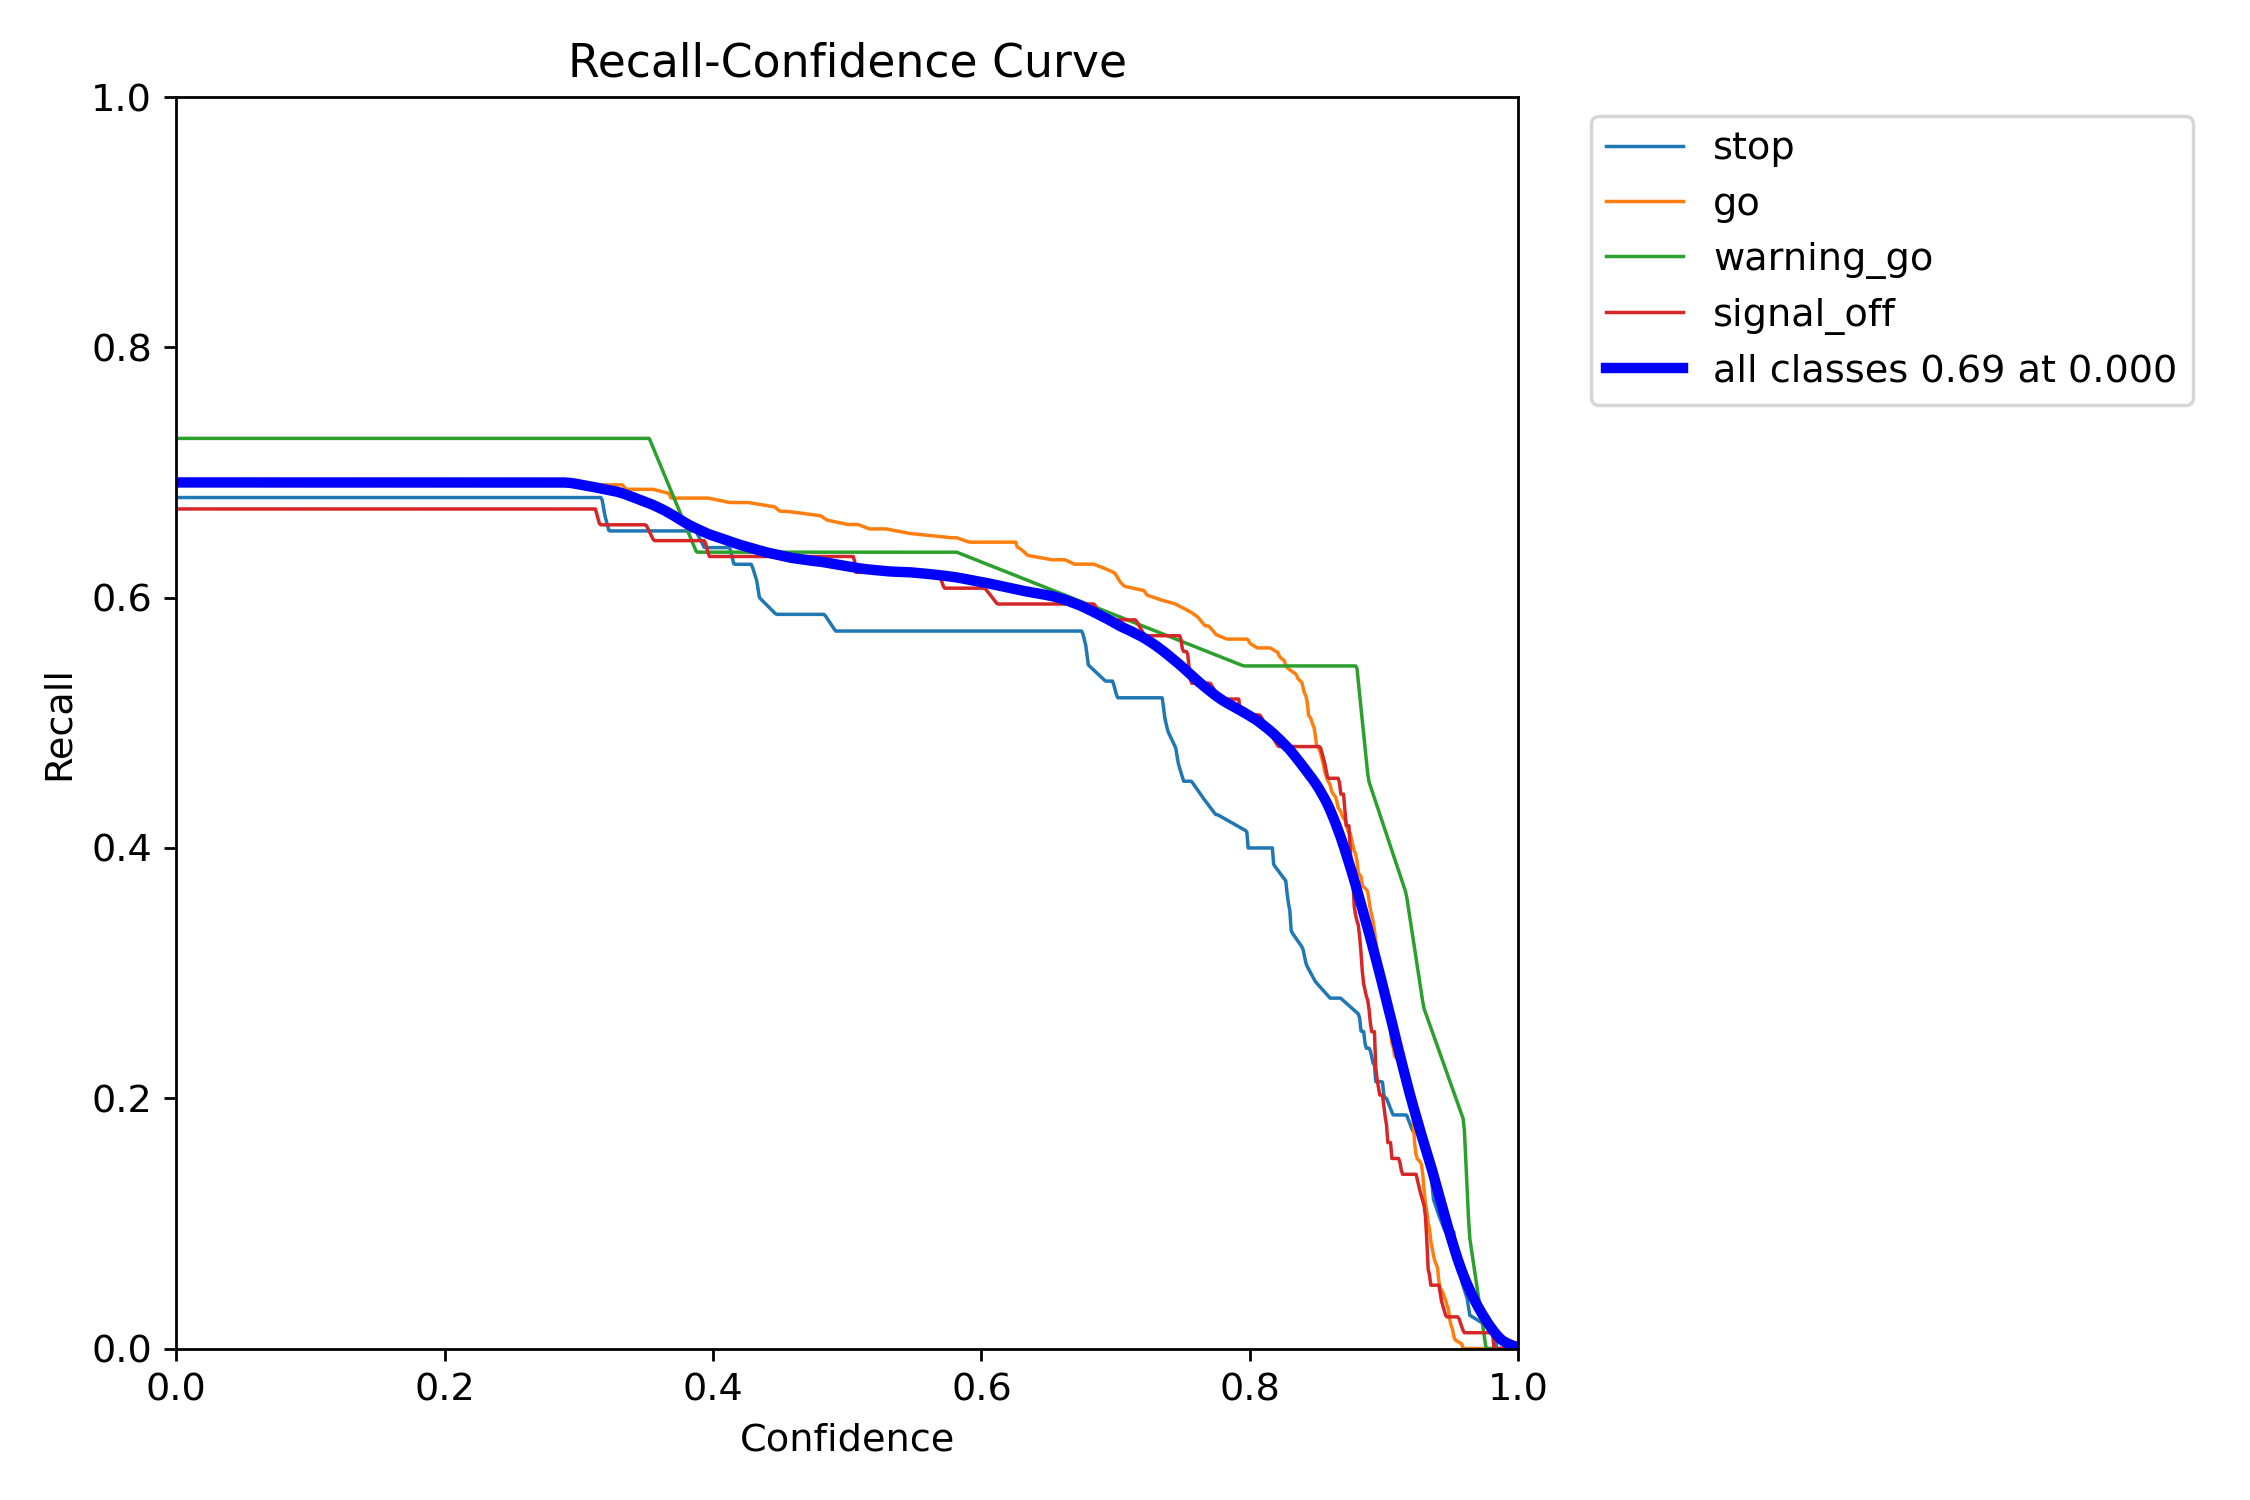 Recall-Confidence Curve
1.0
0.8
0.6
0.4
0.2
0.0
Recall
0.0 0.2 0.4 0.6 0.8 1.0
Confidence
stop
go
warning_go
signal_off
all classes 0.69 at 0.000